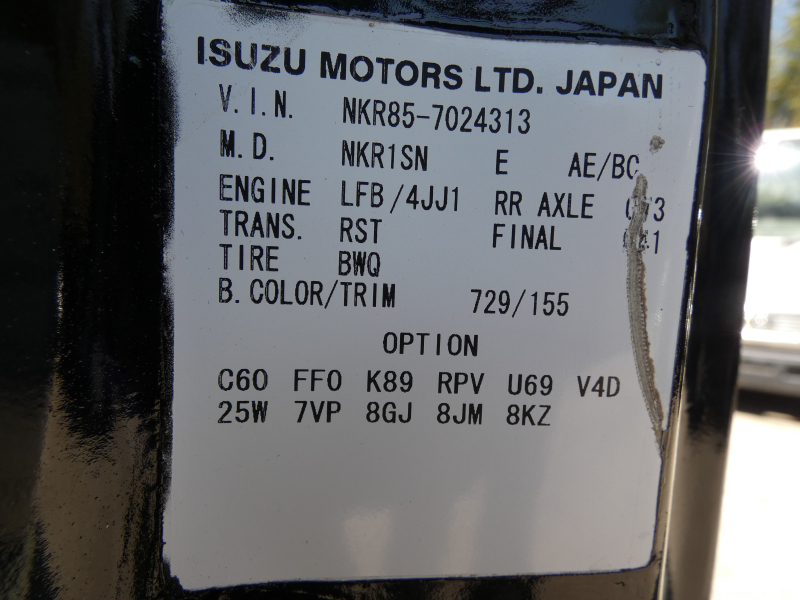 ISUZU MOTORS LTD. JAPAN
V.I.N. NKR85-7024313
M.D. NKR1SN E AE/BC
ENGINE LFB/4JJ1 RR AXLE
TRANS. RST FINAL
TIRE BWQ
B.COLOR/TRIM 729/155
OPTION
C60 FF0 K89 RPV U69 V4D
25W 7VP 8GJ 8JM 8KZ